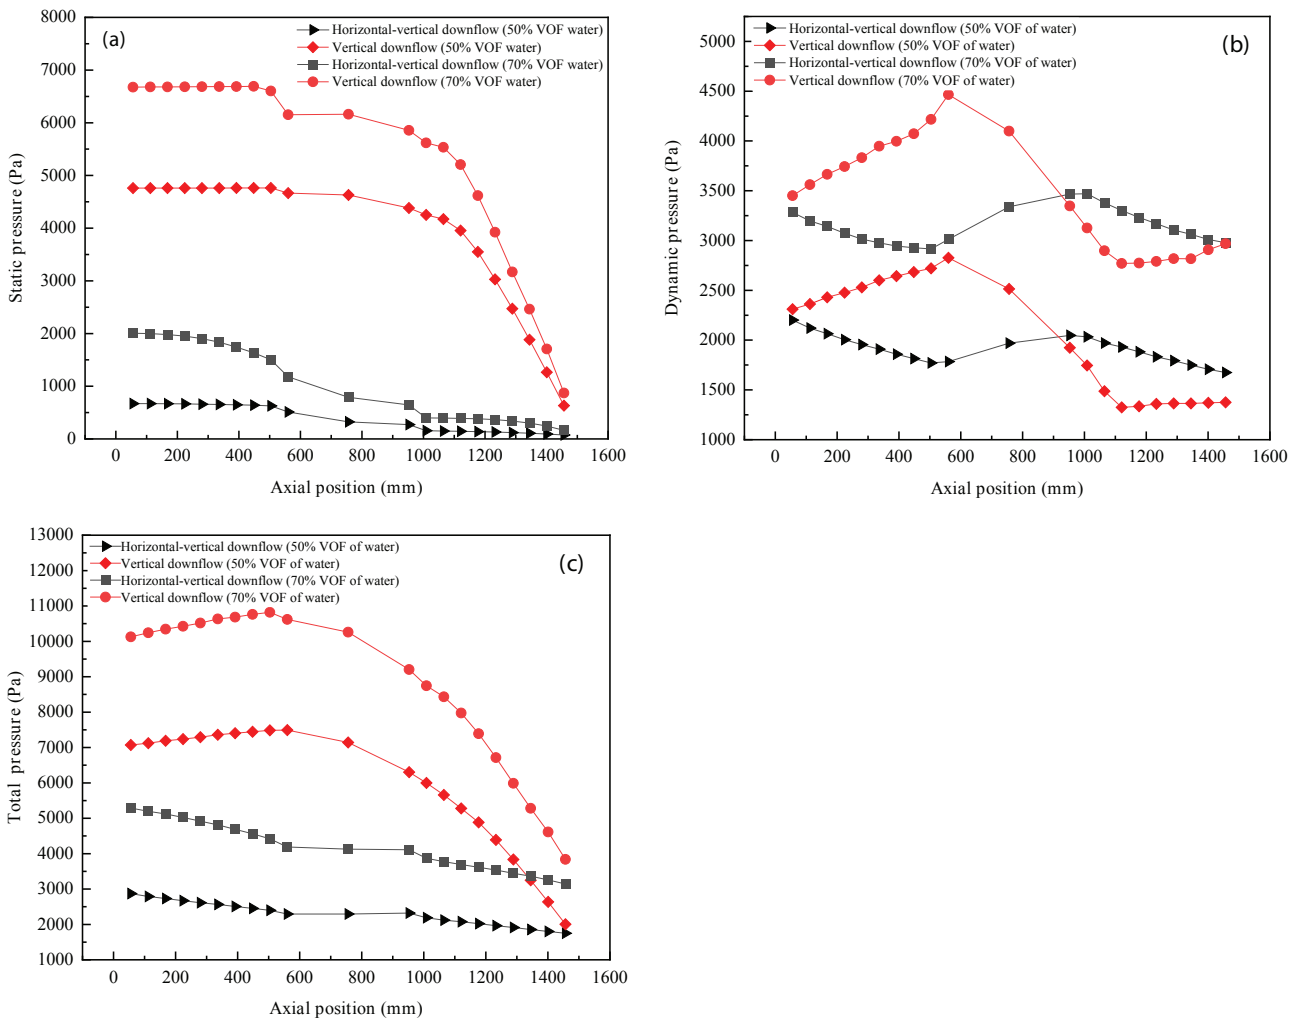 (a)
Horizontal-vertical downflow (50% VOF water)
Vertical downflow (50% VOF water)
Horizontal-vertical downflow (70% VOF water)
Vertical downflow (70% VOF water)
8000
7000
6000
5000
4000
3000
2000
1000
0
Static pressure (Pa)
0 200 400 600 800 1000 1200 1400 1600
Axial position (mm)
(b)
Horizontal-vertical downflow (50% VOF of water)
Vertical downflow (50% VOF of water)
Horizontal-vertical downflow (70% VOF of water)
Vertical downflow (70% VOF of water)
5000
4500
4000
3500
3000
2500
2000
1500
1000
Dynamic pressure (Pa)
0 200 400 600 800 1000 1200 1400 1600
Axial position (mm)
(c)
Horizontal-vertical downflow (50% VOF of water)
Vertical downflow (50% VOF of water)
Horizontal-vertical downflow (70% VOF of water)
Vertical downflow (70% VOF of water)
13000
12000
11000
10000
9000
8000
7000
6000
5000
4000
3000
2000
1000
Total pressure (Pa)
0 200 400 600 800 1000 1200 1400 1600
Axial position (mm)